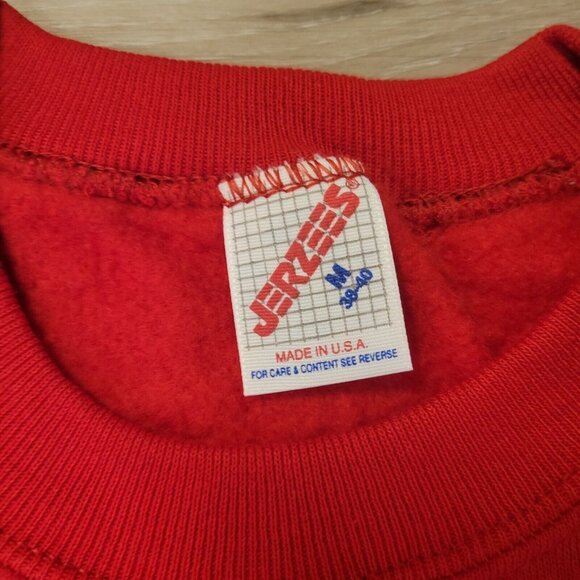 JERZEES®
M
38-40
MADE IN U.S.A.
FOR CARE & CONTENT SEE REVERSE